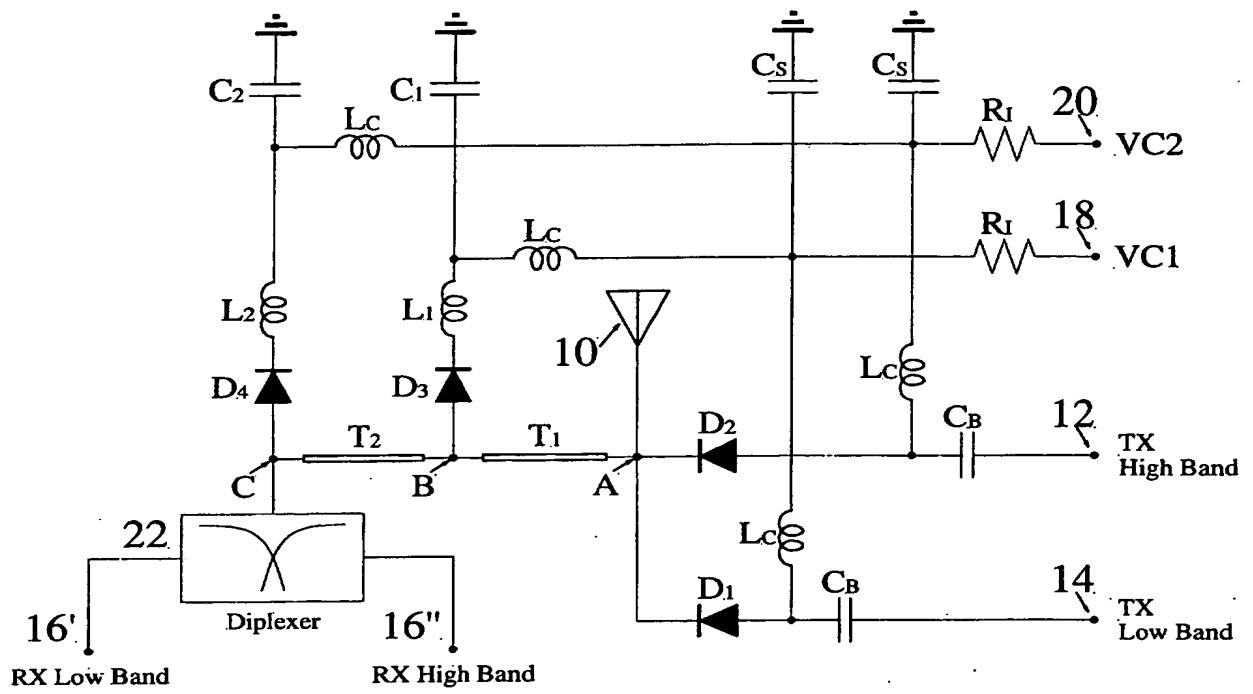 C2
C1
Cs
Cs
Lc
RI
20
VC2
Lc
RI
18
VC1
L2
L1
10
Lc
D4
D3
D2
CB
12
TX
High Band
T2
T1
C
B
A
22
Lc
D1
CB
14
TX
Low Band
Diplexer
16'
16"
RX Low Band
RX High Band